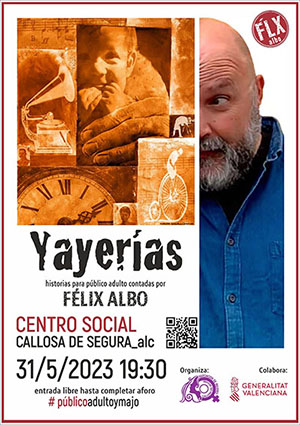 FLX
albo
Yayerías
historias para público adulto contadas por
FÉLIX ALBO
CENTRO SOCIAL
CALLOSA DE SEGURA_alc
31/5/2023 19:30
entrada libre hasta completar aforo
# públicoadultoymajo
Organiza:
Colabora:
GENERALITAT
VALENCIANA